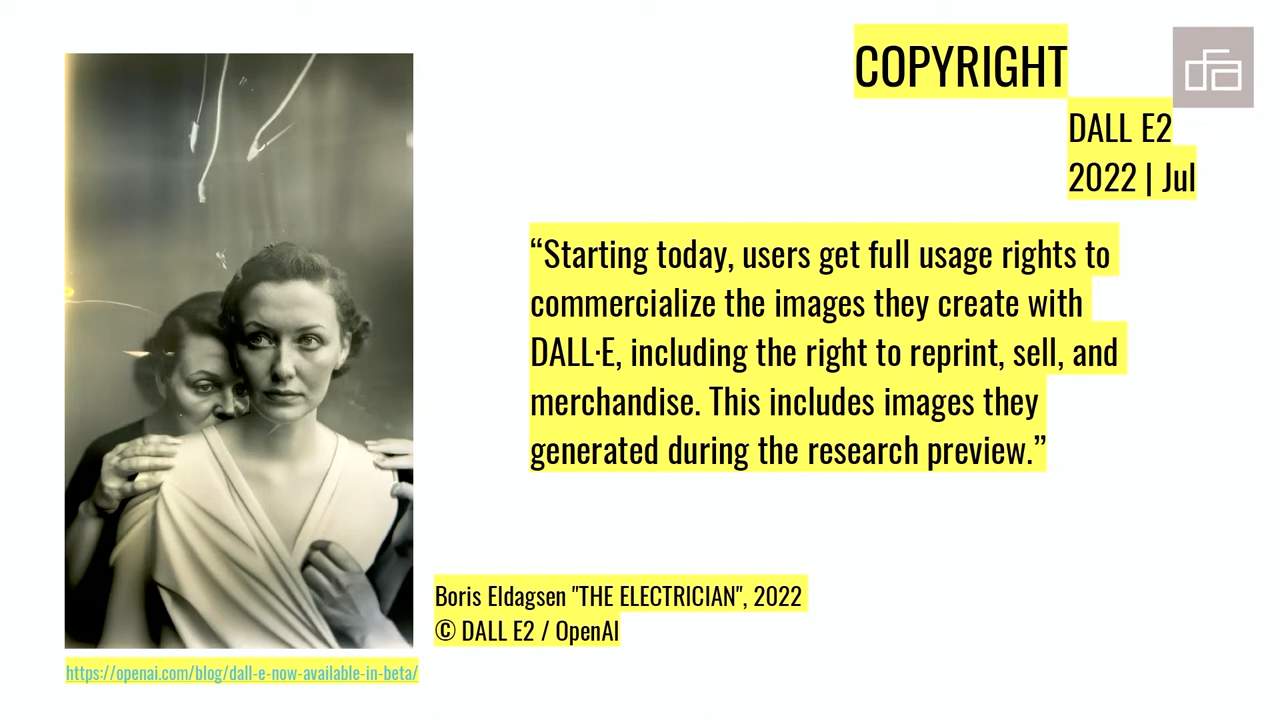 COPYRIGHT
dfa
DALL E2
2022 | Jul
“Starting today, users get full usage rights to
commercialize the images they create with
DALL·E, including the right to reprint, sell, and
merchandise. This includes images they
generated during the research preview.”
Boris Eldagsen "THE ELECTRICIAN", 2022
© DALL E2 / OpenAI
https://openai.com/blog/dall-e-now-available-in-beta/